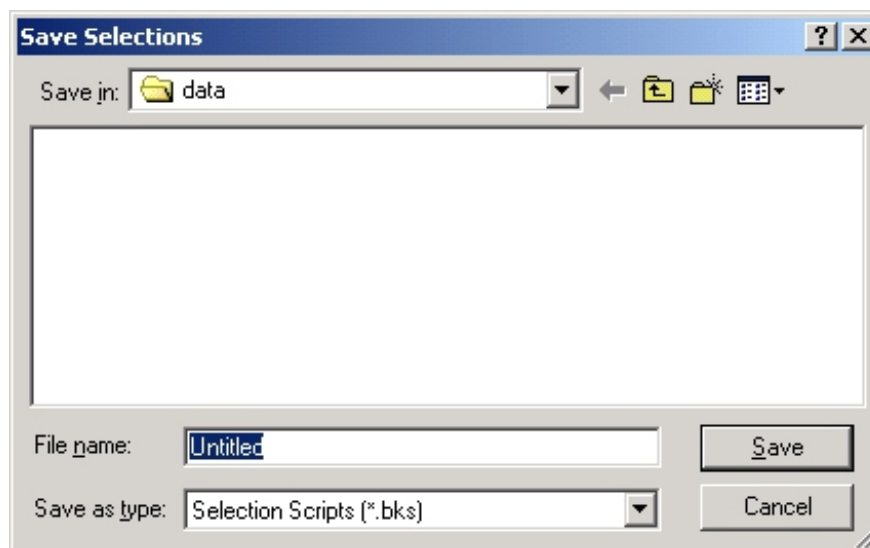 Save Selections
Save in: data
File name: Untitled Save
Save as type: Selection Scripts (*.bks) Cancel